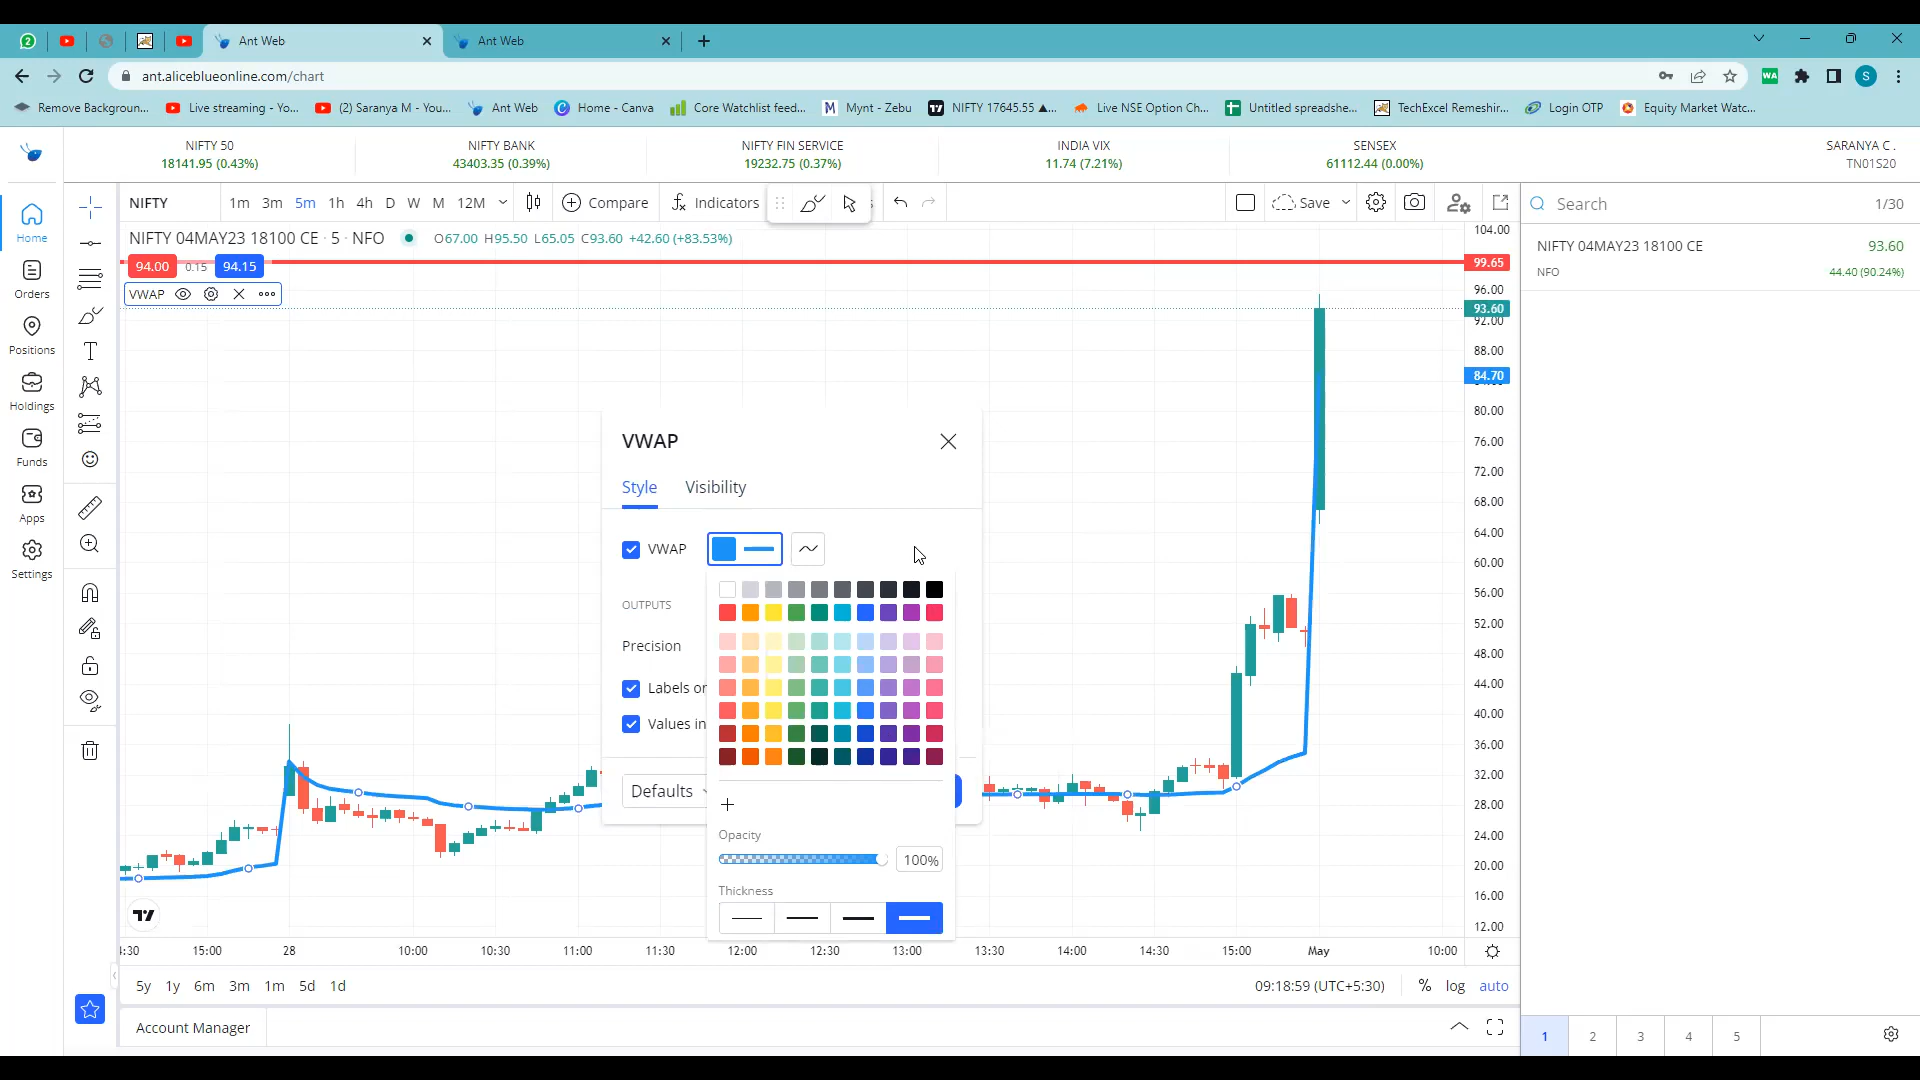 2
Ant Web
Ant Web
ant.aliceblueonline.com/chart
WA
S
Remove Backgroun...
Live streaming - Yo...
(2) Saranya M - You...
Ant Web
Home - Canva
Core Watchlist feed...
M Mynt - Zebu
NIFTY 17645.55 ▲...
Live NSE Option Ch...
Untitled spreadshe...
TechExcel Remeshir...
Login OTP
Equity Market Watc...
NIFTY 50
18141.95 (0.43%)
NIFTY BANK
43403.35 (0.39%)
NIFTY FIN SERVICE
19232.75 (0.37%)
INDIA VIX
11.74 (7.21%)
SENSEX
61112.44 (0.00%)
SARANYA C .
TN01S20
Home
Orders
Positions
Holdings
Funds
Apps
Settings
NIFTY
1m 3m 5m 1h 4h D W M 12M
Compare
Indicators
Save
Search
1/30
NIFTY 04MAY23 18100 CE · 5 · NFO
O67.00 H95.50 L65.05 C93.60 +42.60 (+83.53%)
94.00 0.15 94.15
VWAP
NIFTY 04MAY23 18100 CE
93.60
NFO
44.40 (90.24%)
104.00
99.65
96.00
93.60
92.00
88.00
84.70
80.00
76.00
72.00
68.00
64.00
60.00
56.00
52.00
48.00
44.00
40.00
36.00
32.00
28.00
24.00
20.00
16.00
12.00
VWAP
Style
Visibility
VWAP
OUTPUTS
Precision
Labels or
Values in
Defaults
Opacity
100%
Thickness
4:30 15:00 28 10:00 10:30 11:00 11:30 12:00 12:30 13:00 13:30 14:00 14:30 15:00 May 10:00
5y 1y 6m 3m 1m 5d 1d
09:18:59 (UTC+5:30)
% log auto
Account Manager
1 2 3 4 5